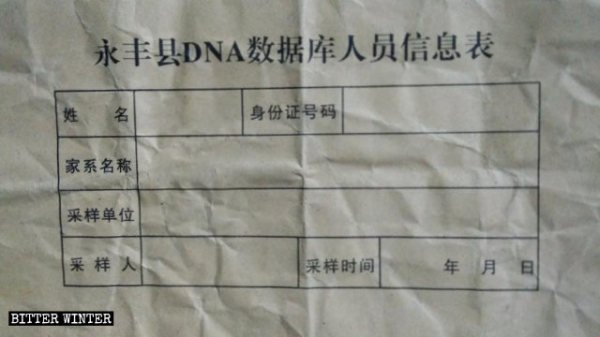 永丰县DNA数据库人员信息表
姓 名 身份证号码
家系名称
采样单位
采 样 人 采样时间 年 月 日
BITTER WINTER